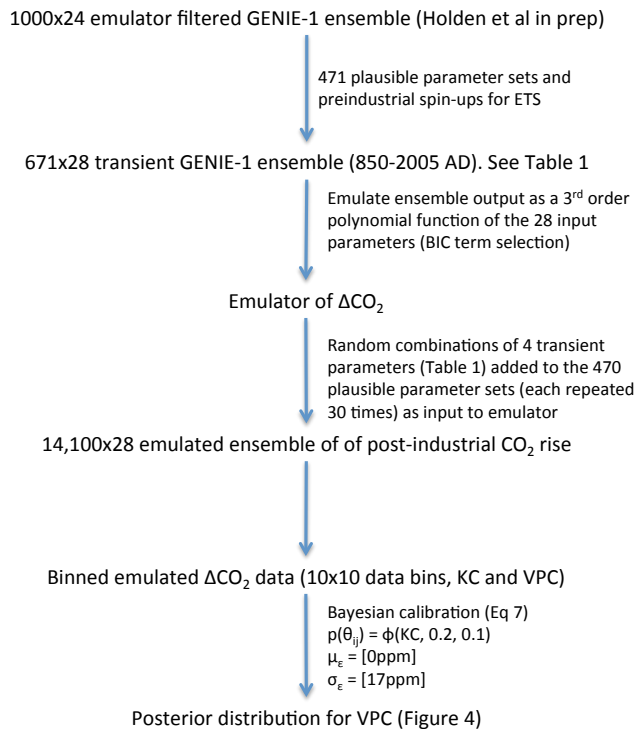 1000x24 emulator filtered GENIE-1 ensemble (Holden et al in prep)
471 plausible parameter sets and
preindustrial spin-ups for ETS
671x28 transient GENIE-1 ensemble (850-2005 AD). See Table 1
Emulate ensemble output as a 3rd order
polynomial function of the 28 input
parameters (BIC term selection)
Emulator of ΔCO₂
Random combinations of 4 transient
parameters (Table 1) added to the 470
plausible parameter sets (each repeated
30 times) as input to emulator
14,100x28 emulated ensemble of of post-industrial CO₂ rise
Binned emulated ΔCO₂ data (10x10 data bins, KC and VPC)
Bayesian calibration (Eq 7)
p(θᵢⱼ) = ϕ(KC, 0.2, 0.1)
με = [0ppm]
σε = [17ppm]
Posterior distribution for VPC (Figure 4)